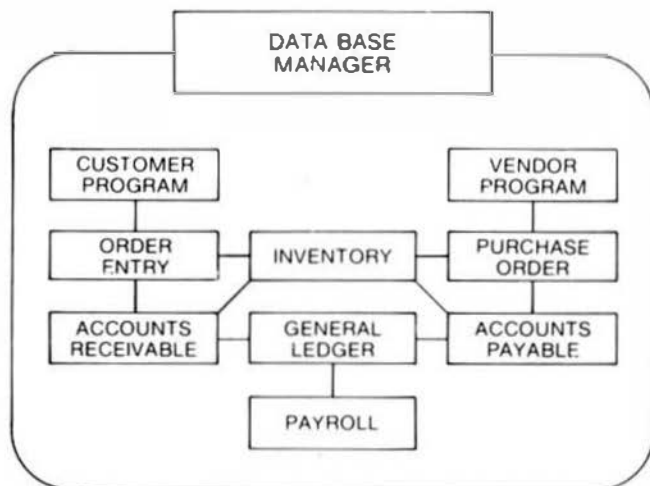 DATA BASE
MANAGER
CUSTOMER
PROGRAM
VENDOR
PROGRAM
ORDER
ENTRY
INVENTORY
PURCHASE
ORDER
ACCOUNTS
RECEIVABLE
GENERAL
LEDGER
ACCOUNTS
PAYABLE
PAYROLL